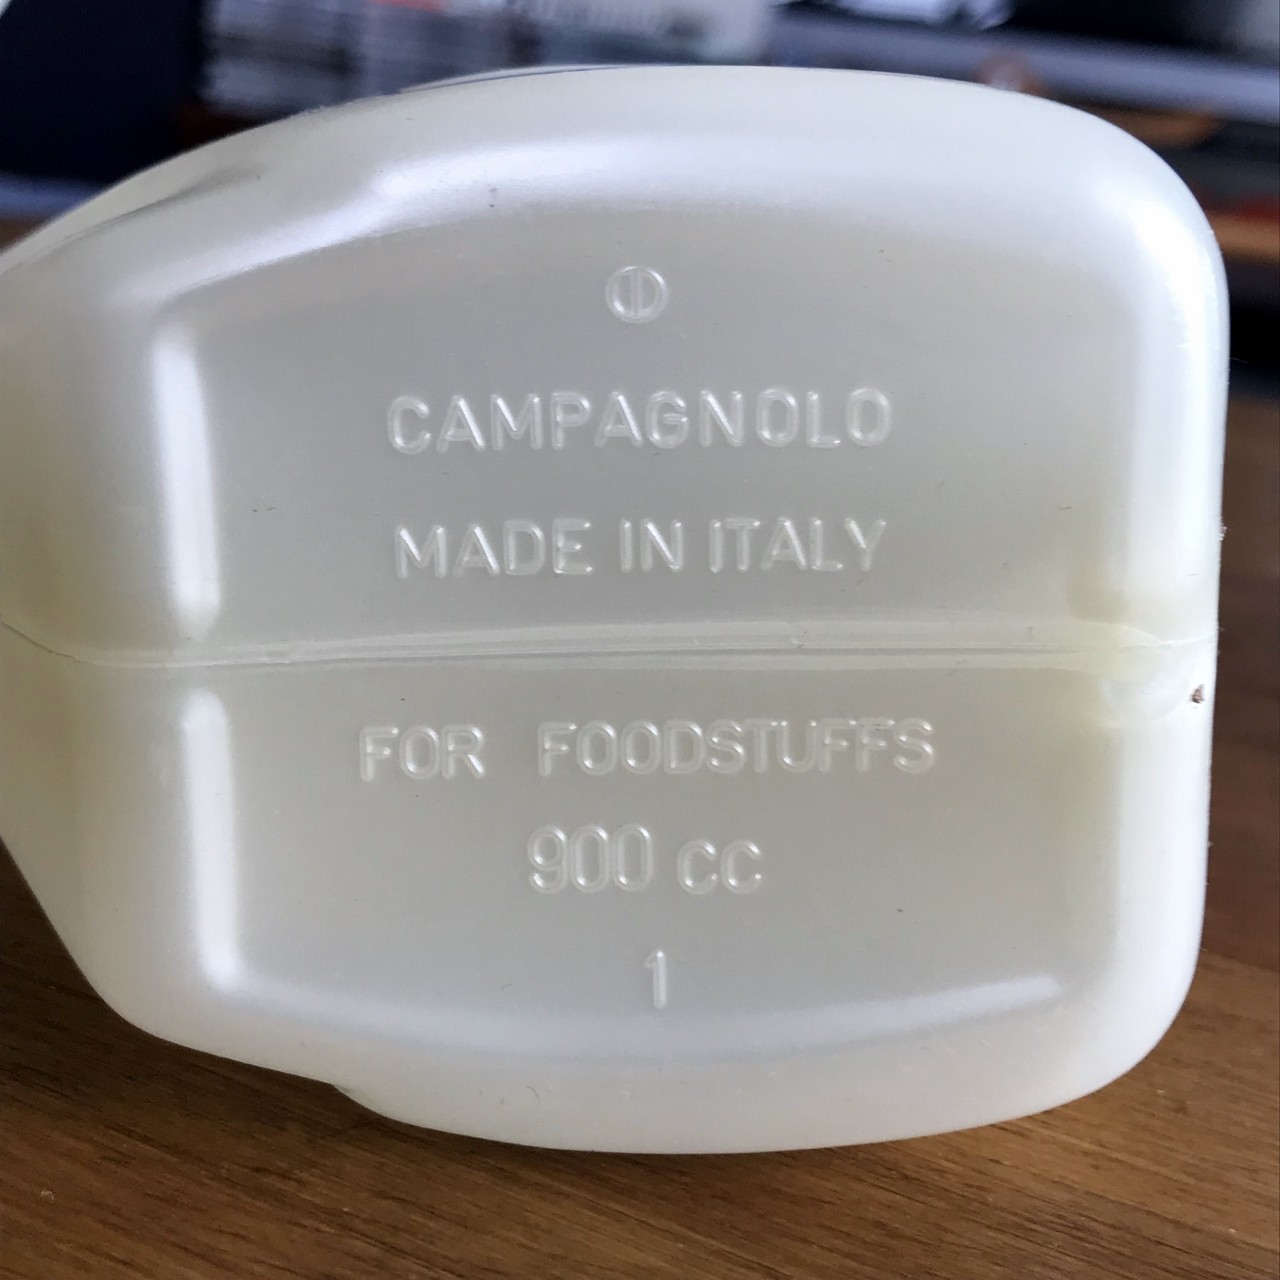 CAMPAGNOLO
MADE IN ITALY
FOR FOODSTUFFS
900 cc
1